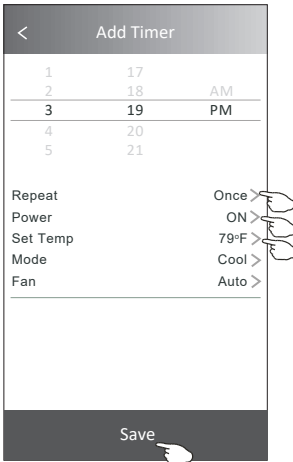 < Add Timer
1 17
2 18 AM
3 19 PM
4 20
5 21
Repeat Once >
Power ON >
Set Temp 79°F >
Mode Cool >
Fan Auto >
Save